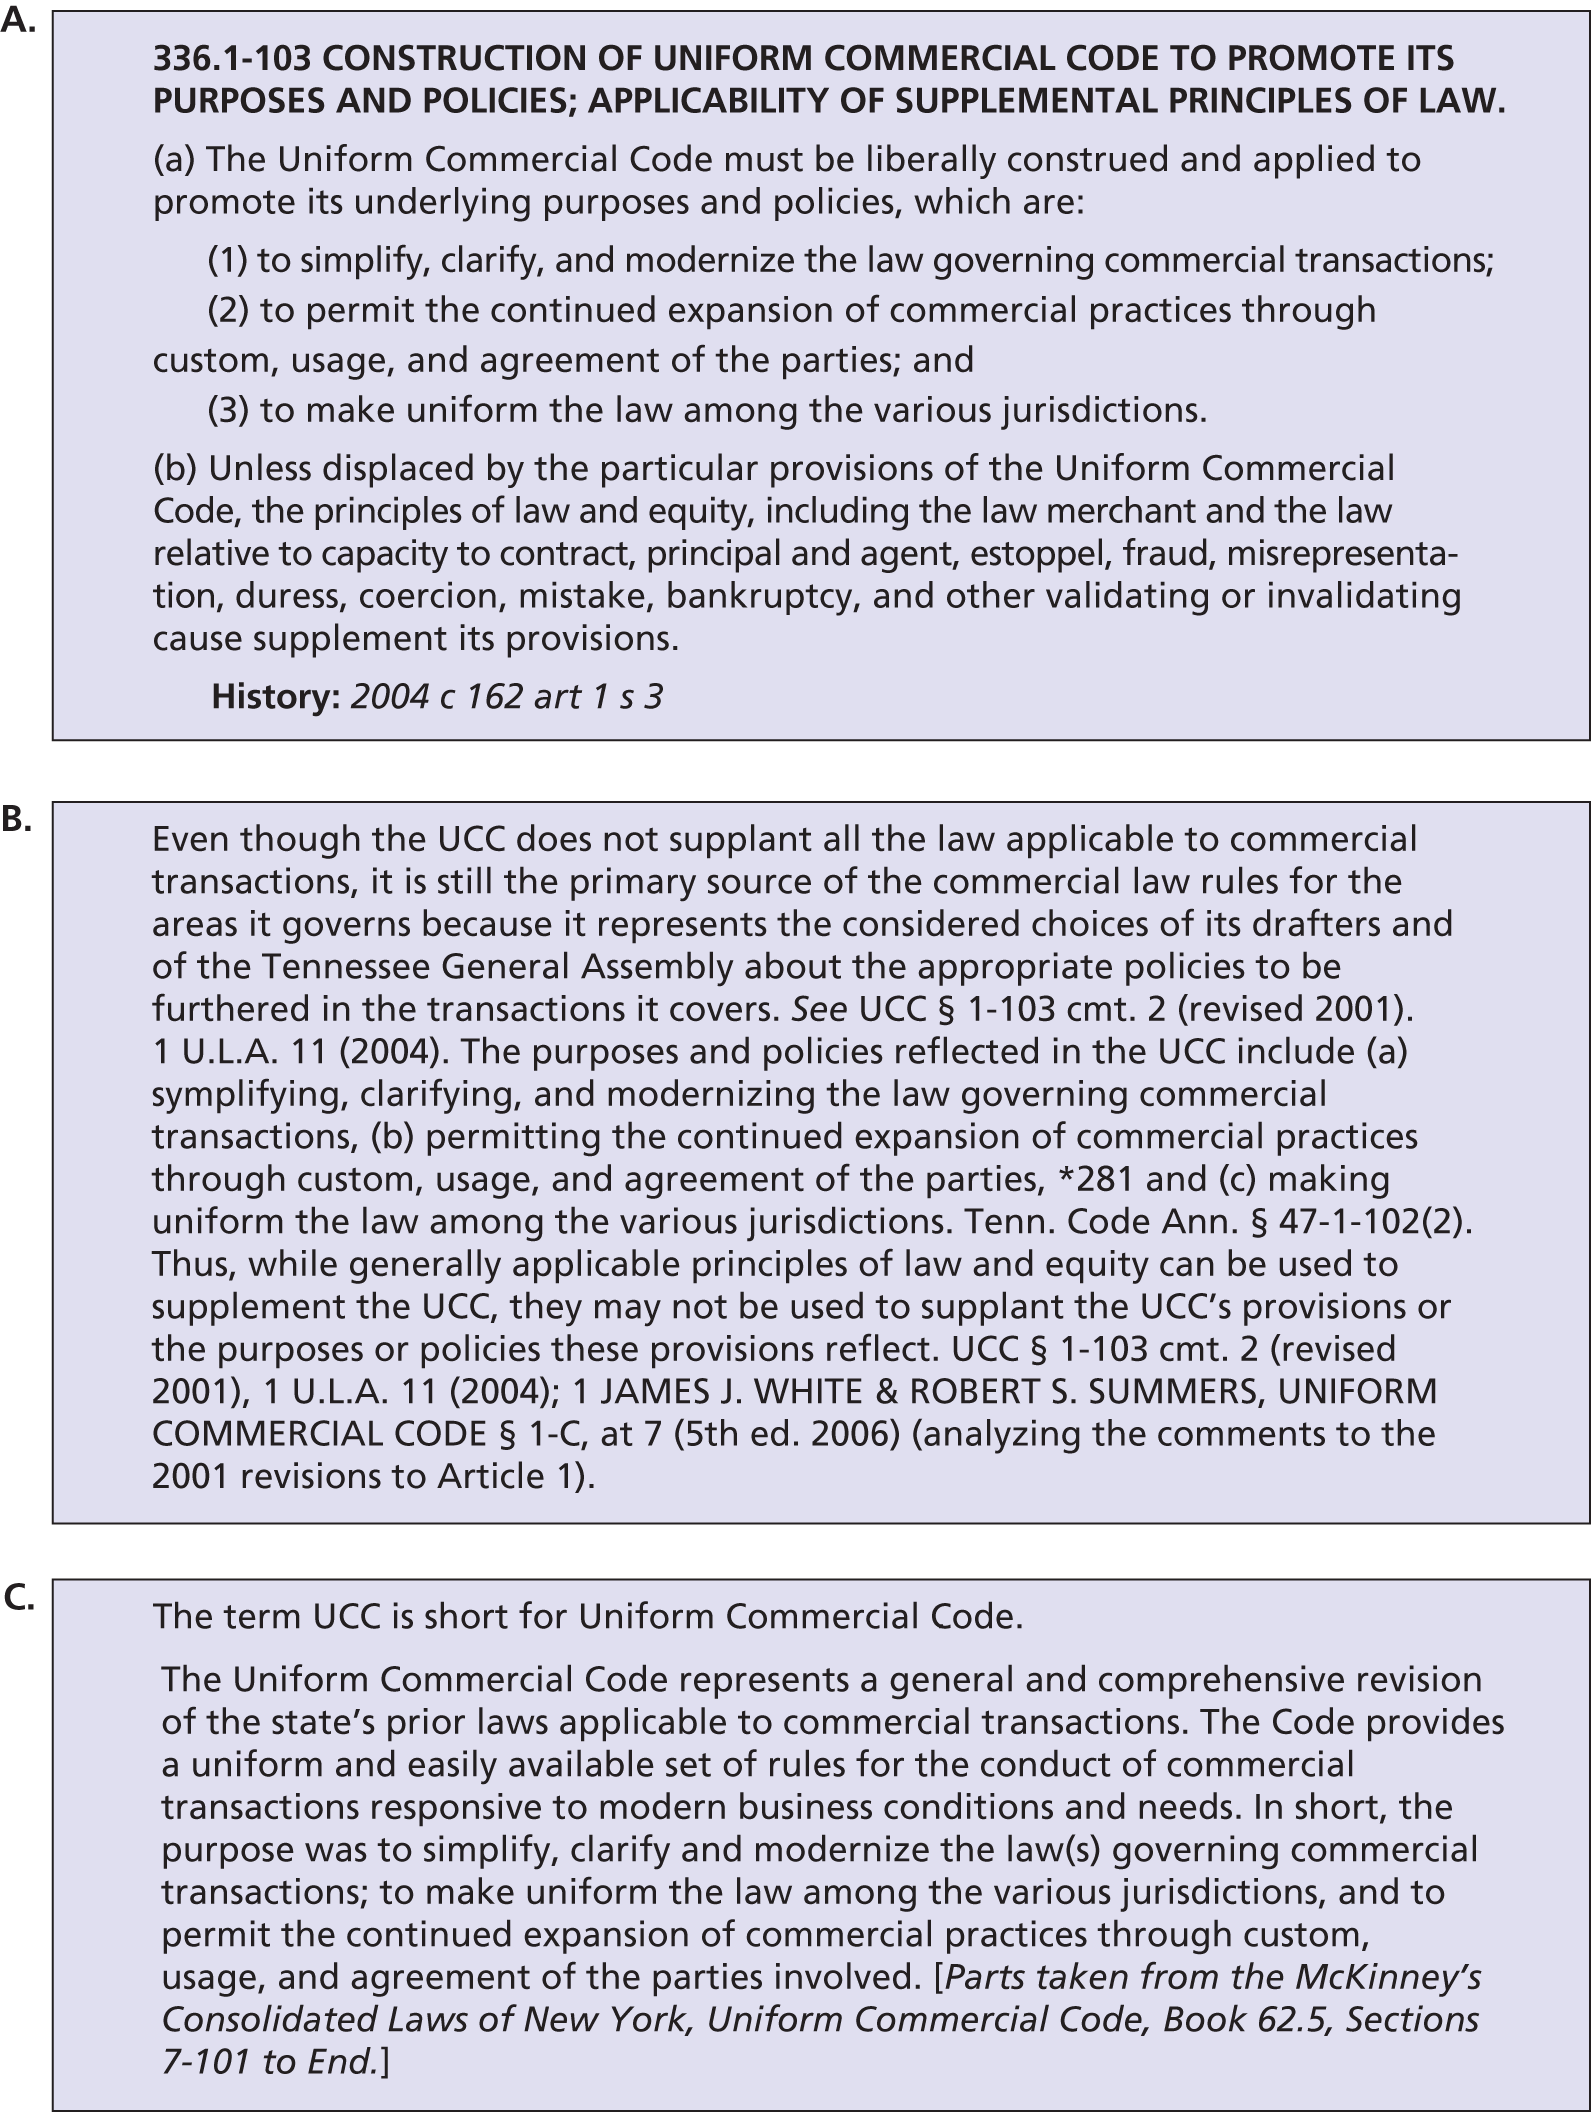 A.
336.1-103 CONSTRUCTION OF UNIFORM COMMERCIAL CODE TO PROMOTE ITS
PURPOSES AND POLICIES; APPLICABILITY OF SUPPLEMENTAL PRINCIPLES OF LAW.
(a) The Uniform Commercial Code must be liberally construed and applied to
promote its underlying purposes and policies, which are:
(1) to simplify, clarify, and modernize the law governing commercial transactions;
(2) to permit the continued expansion of commercial practices through
custom, usage, and agreement of the parties; and
(3) to make uniform the law among the various jurisdictions.
(b) Unless displaced by the particular provisions of the Uniform Commercial
Code, the principles of law and equity, including the law merchant and the law
relative to capacity to contract, principal and agent, estoppel, fraud, misrepresenta-
tion, duress, coercion, mistake, bankruptcy, and other validating or invalidating
cause supplement its provisions.
History: 2004 c 162 art 1 s 3
B.
Even though the UCC does not supplant all the law applicable to commercial
transactions, it is still the primary source of the commercial law rules for the
areas it governs because it represents the considered choices of its drafters and
of the Tennessee General Assembly about the appropriate policies to be
furthered in the transactions it covers. See UCC § 1-103 cmt. 2 (revised 2001).
1 U.L.A. 11 (2004). The purposes and policies reflected in the UCC include (a)
symplifying, clarifying, and modernizing the law governing commercial
transactions, (b) permitting the continued expansion of commercial practices
through custom, usage, and agreement of the parties, *281 and (c) making
uniform the law among the various jurisdictions. Tenn. Code Ann. § 47-1-102(2).
Thus, while generally applicable principles of law and equity can be used to
supplement the UCC, they may not be used to supplant the UCC’s provisions or
the purposes or policies these provisions reflect. UCC § 1-103 cmt. 2 (revised
2001), 1 U.L.A. 11 (2004); 1 JAMES J. WHITE & ROBERT S. SUMMERS, UNIFORM
COMMERCIAL CODE § 1-C, at 7 (5th ed. 2006) (analyzing the comments to the
2001 revisions to Article 1).
C.
The term UCC is short for Uniform Commercial Code.
The Uniform Commercial Code represents a general and comprehensive revision
of the state’s prior laws applicable to commercial transactions. The Code provides
a uniform and easily available set of rules for the conduct of commercial
transactions responsive to modern business conditions and needs. In short, the
purpose was to simplify, clarify and modernize the law(s) governing commercial
transactions; to make uniform the law among the various jurisdictions, and to
permit the continued expansion of commercial practices through custom,
usage, and agreement of the parties involved. [Parts taken from the McKinney’s
Consolidated Laws of New York, Uniform Commercial Code, Book 62.5, Sections
7-101 to End.]